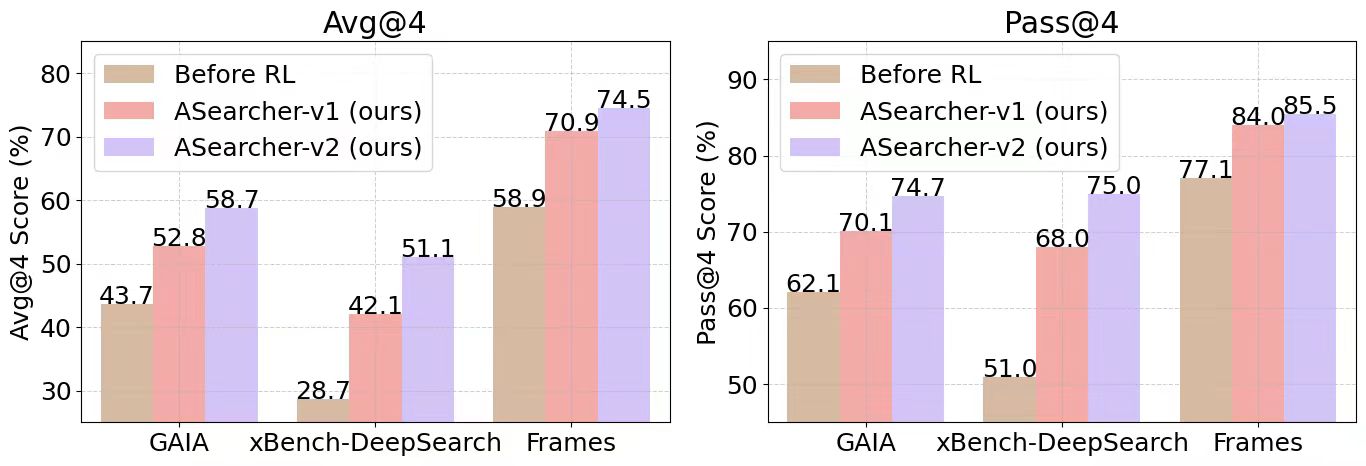 Avg@4
Avg@4 Score (%)
80
70
60
50
40
30
Before RL
ASearcher-v1 (ours)
ASearcher-v2 (ours)
43.7
52.8
58.7
28.7
42.1
51.1
58.9
70.9
74.5
GAIA
xBench-DeepSearch
Frames
Pass@4
Pass@4 Score (%)
90
80
70
60
50
Before RL
ASearcher-v1 (ours)
ASearcher-v2 (ours)
62.1
70.1
74.7
51.0
68.0
75.0
77.1
84.0
85.5
GAIA
xBench-DeepSearch
Frames